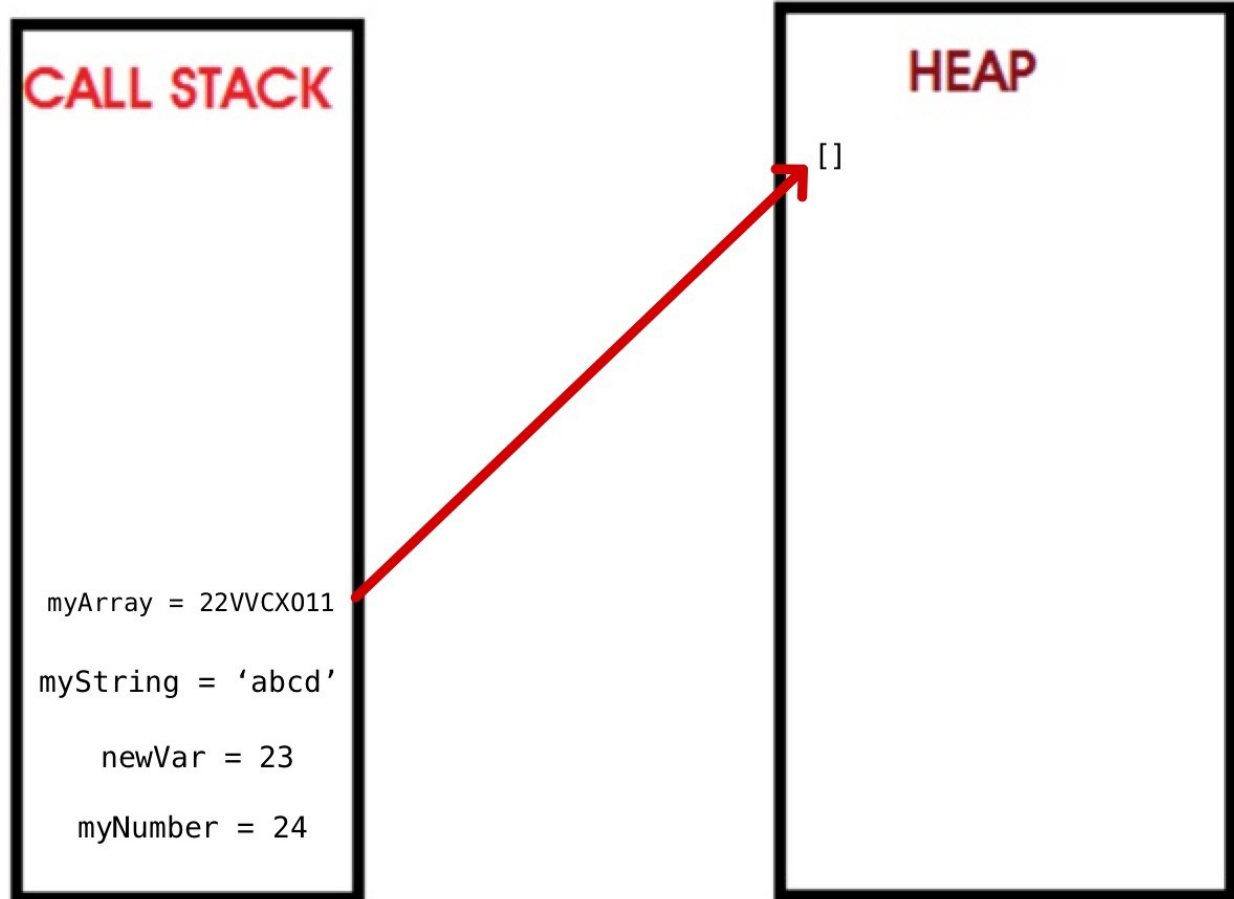 CALL STACK
HEAP
[]
myArray = 22VVCX011
myString = ‘abcd’
newVar = 23
myNumber = 24